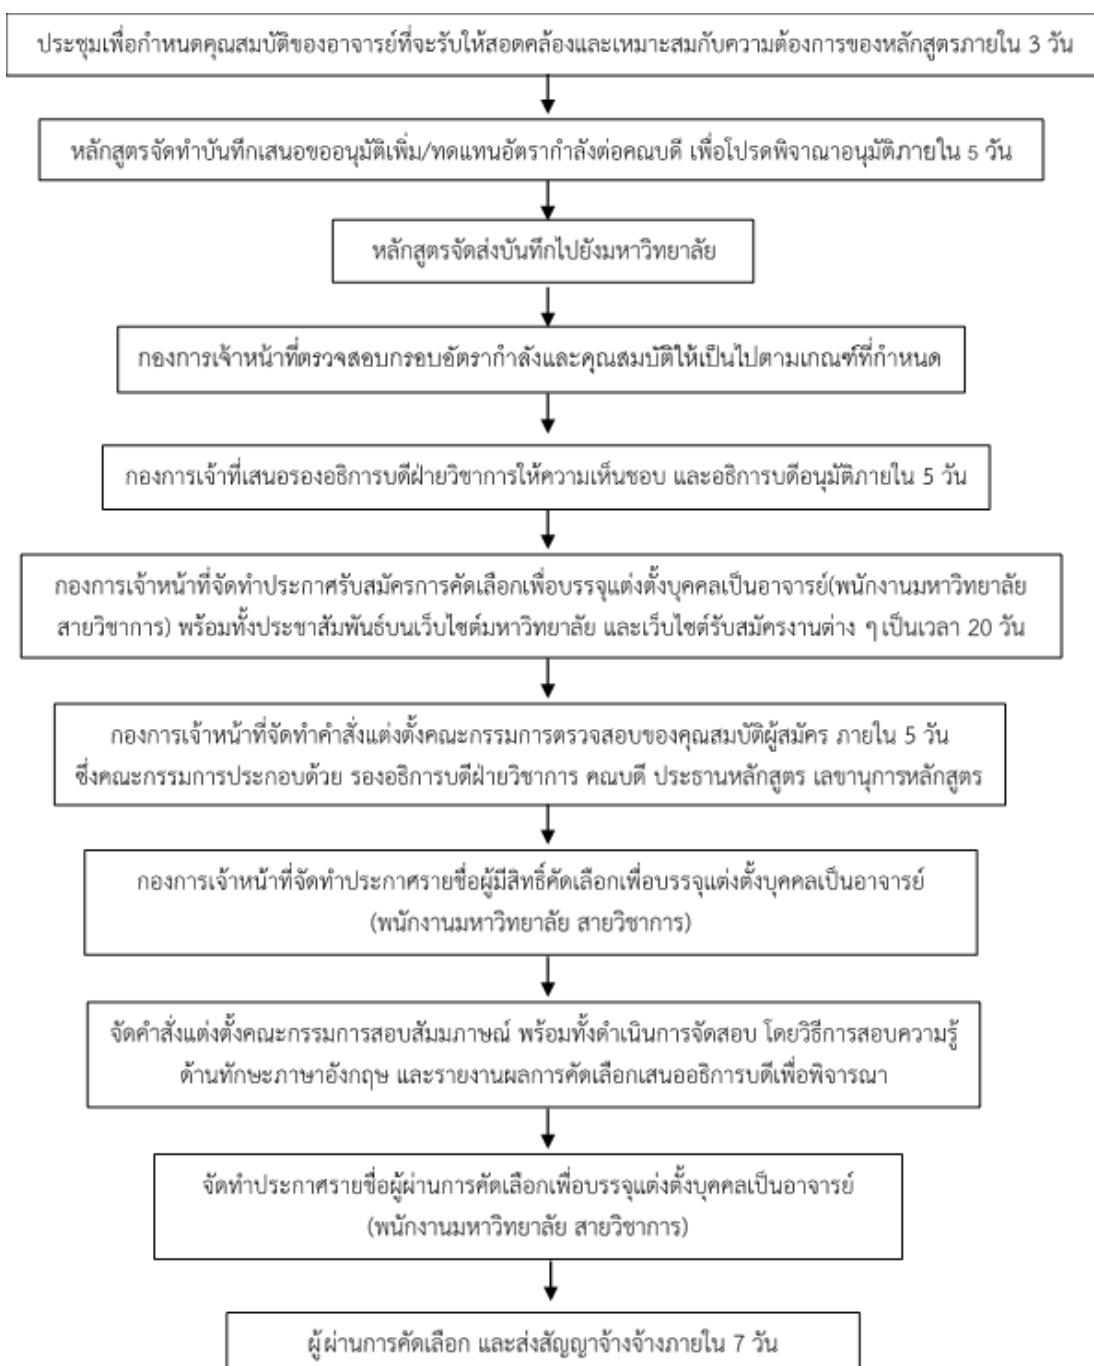 ประชุมเพื่อกำหนดคุณสมบัติของอาจารย์ที่จะรับให้สอดคล้องและเหมาะสมกับความต้องการของหลักสูตรภายใน 3 วัน
หลักสูตรจัดทำบันทึกเสนอขออนุมัติเพิ่ม/ทดแทนอัตรากำลังต่อคณบดี เพื่อโปรดพิจาณาอนุมัติภายใน 5 วัน
หลักสูตรจัดส่งบันทึกไปยังมหาวิทยาลัย
กองการเจ้าหน้าที่ตรวจสอบกรอบอัตรากำลังและคุณสมบัติให้เป็นไปตามเกณฑ์ที่กำหนด
กองการเจ้าที่เสนอรองอธิการบดีฝ่ายวิชาการให้ความเห็นชอบ และอธิการบดีอนุมัติภายใน 5 วัน
กองการเจ้าหน้าที่จัดทำประกาศรับสมัครการคัดเลือกเพื่อบรรจุแต่งตั้งบุคคลเป็นอาจารย์(พนักงานมหาวิทยาลัย
สายวิชาการ) พร้อมทั้งประชาสัมพันธ์บนเว็บไซต์มหาวิทยาลัย และเว็บไซต์รับสมัครงานต่าง ๆ เป็นเวลา 20 วัน
กองการเจ้าหน้าที่จัดทำคำสั่งแต่งตั้งคณะกรรมการตรวจสอบของคุณสมบัติผู้สมัคร ภายใน 5 วัน
ซึ่งคณะกรรมการประกอบด้วย รองอธิการบดีฝ่ายวิชาการ คณบดี ประธานหลักสูตร เลขานุการหลักสูตร
กองการเจ้าหน้าที่จัดทำประกาศรายชื่อผู้มีสิทธิ์คัดเลือกเพื่อบรรจุแต่งตั้งบุคคลเป็นอาจารย์
(พนักงานมหาวิทยาลัย สายวิชาการ)
จัดคำสั่งแต่งตั้งคณะกรรมการสอบสัมมภาษณ์ พร้อมทั้งดำเนินการจัดสอบ โดยวิธีการสอบความรู้
ด้านทักษะภาษาอังกฤษ และรายงานผลการคัดเลือกเสนออธิการบดีเพื่อพิจารณา
จัดทำประกาศรายชื่อผู้ผ่านการคัดเลือกเพื่อบรรจุแต่งตั้งบุคคลเป็นอาจารย์
(พนักงานมหาวิทยาลัย สายวิชาการ)
ผู้ผ่านการคัดเลือก และส่งสัญญาจ้างจ้างภายใน 7 วัน